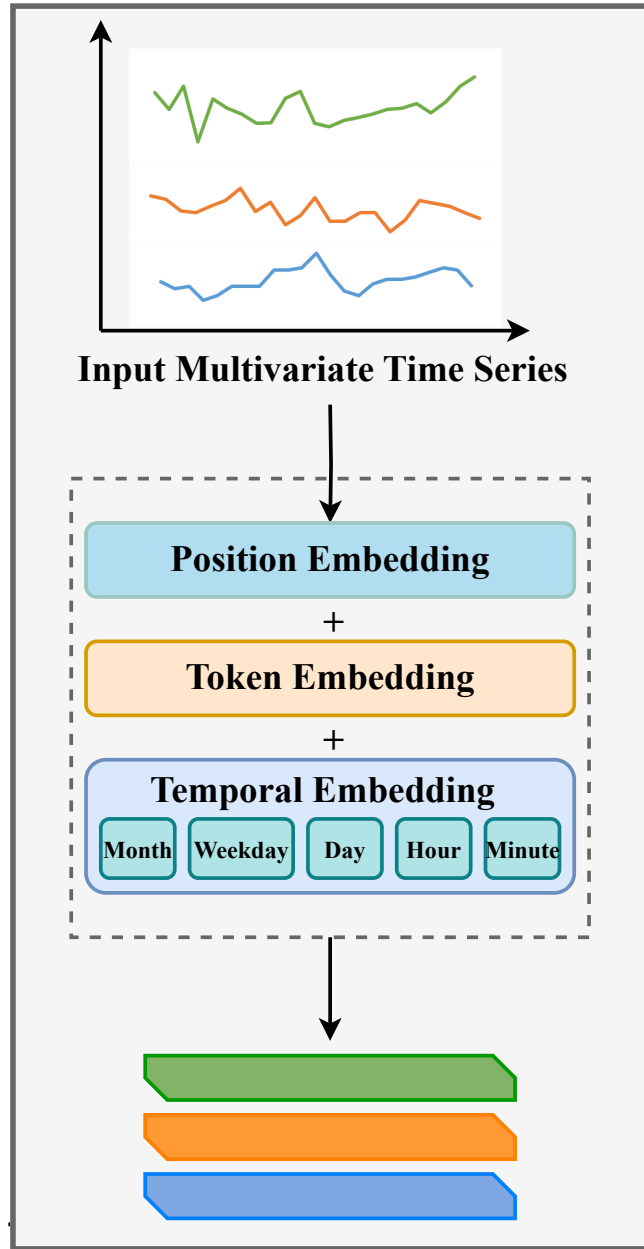 Input Multivariate Time Series
Position Embedding
+
Token Embedding
+
Temporal Embedding
Month Weekday Day Hour Minute